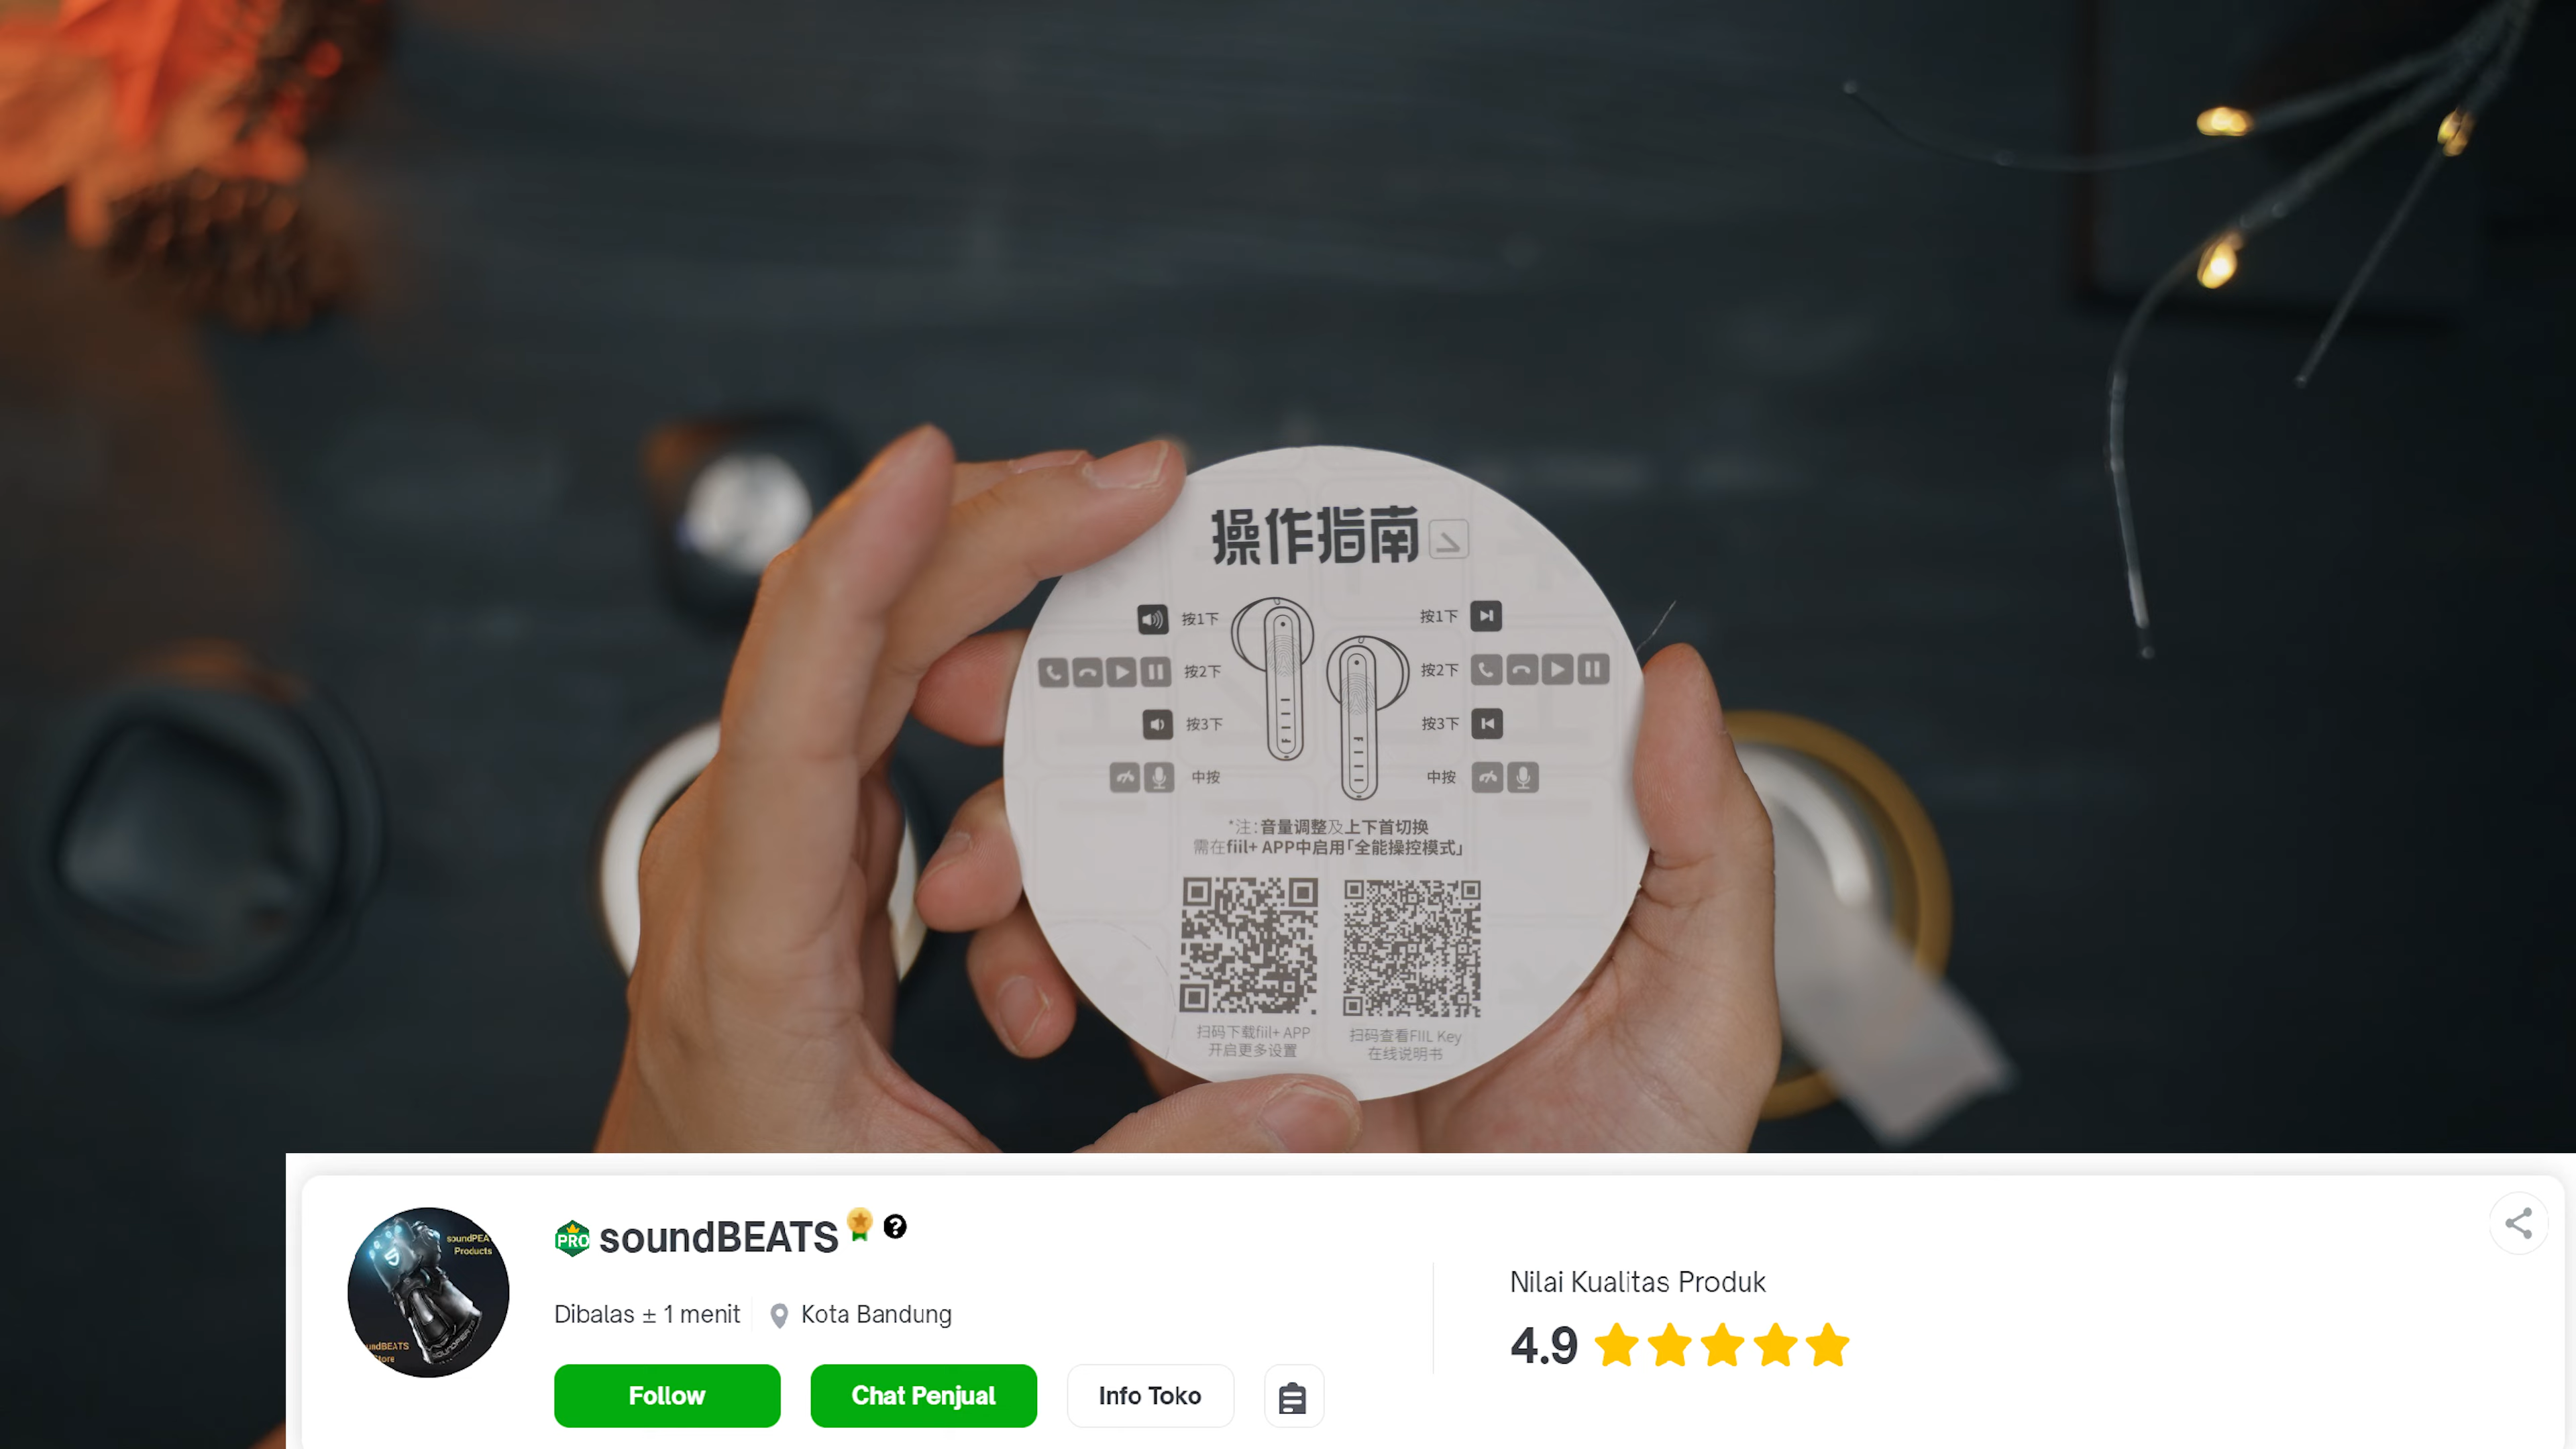 操作指南
按1下
按1下
按2下
按2下
按3下
按3下
中按
中按
*注:音量调整及上下首切换
需在fiil+ APP中启用「全能操控模式」
扫码下载fiil+ APP
开启更多设置
扫码查看FIIL Key
在线说明书
PRO soundBEATS
Dibalas ± 1 menit
Kota Bandung
Follow
Chat Penjual
Info Toko
Nilai Kualitas Produk
4.9
Products